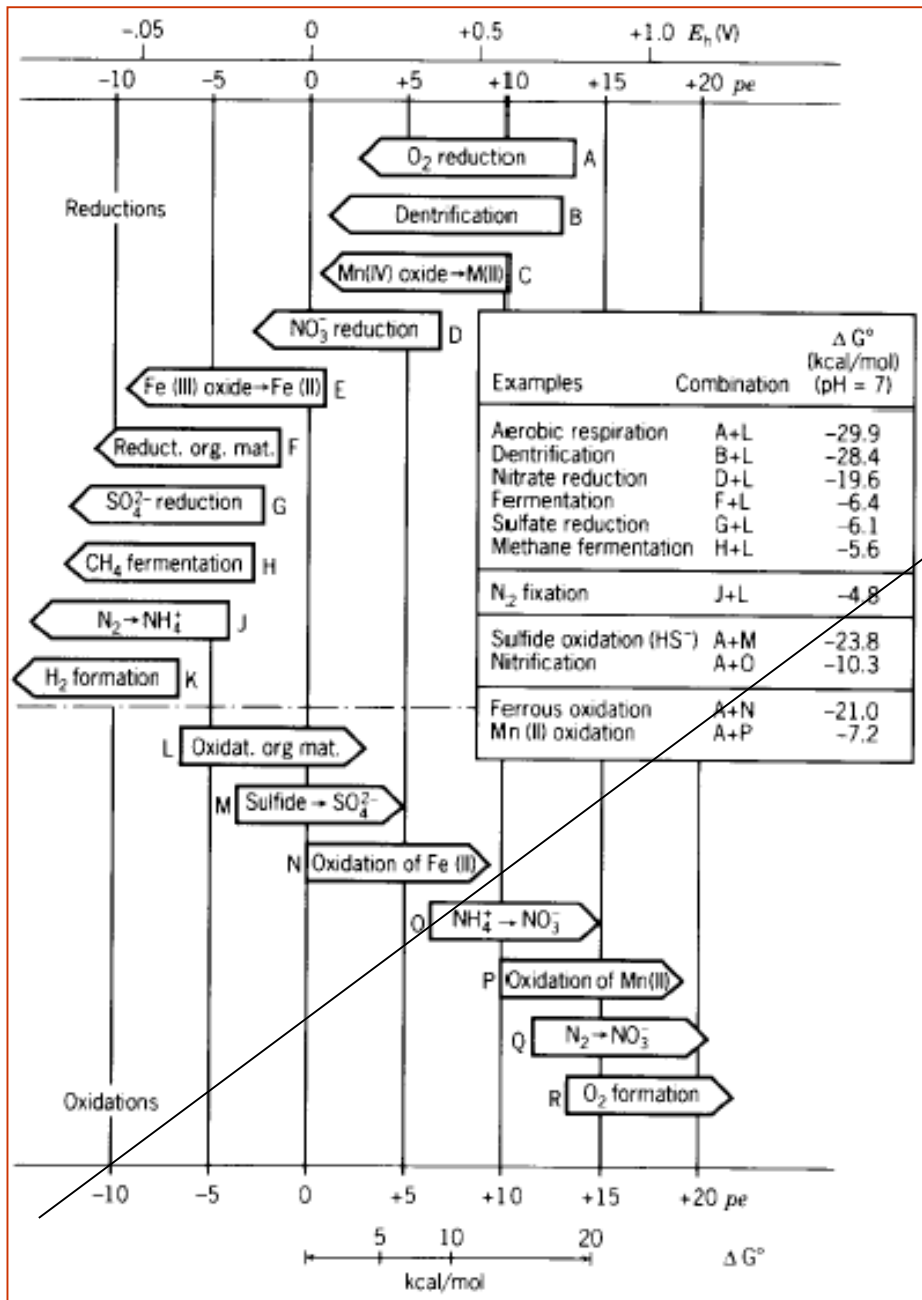 -.05 0 +0.5 +1.0 Eₕ(V)
-10 -5 0 +5 +10 +15 +20 pe
O₂ reduction A
Reductions
Dentrification B
Mn(IV) oxide→M(II) C
NO₃⁻ reduction D
Fe (III) oxide→Fe (II) E
Reduct. org. mat. F
SO₄²⁻ reduction G
CH₄ fermentation H
N₂→NH₄⁺ J
H₂ formation K
Examples Combination Δ G° (kcal/mol) (pH = 7)
Aerobic respiration A+L -29.9
Dentrification B+L -28.4
Nitrate reduction D+L -19.6
Fermentation F+L -6.4
Sulfate reduction G+L -6.1
Methane fermentation H+L -5.6
N₂ fixation J+L -4.8
Sulfide oxidation (HS⁻) A+M -23.8
Nitrification A+O -10.3
Ferrous oxidation A+N -21.0
Mn (II) oxidation A+P -7.2
L Oxidat. org mat.
M Sulfide→SO₄²⁻
N Oxidation of Fe (II)
O NH₄⁺→NO₃⁻
P Oxidation of Mn(II)
Q N₂→NO₃⁻
R O₂ formation
Oxidations
-10 -5 0 +5 +10 +15 +20 pe
5 10 20 Δ G°
kcal/mol